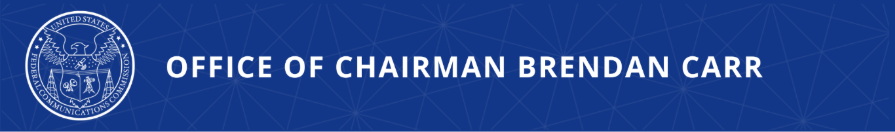 UNITED STATES
FEDERAL COMMUNICATIONS COMMISSION
OFFICE OF CHAIRMAN BRENDAN CARR